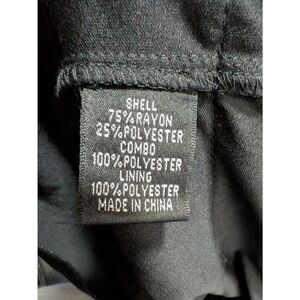 SHELL
75%RAYON
25%POLYESTER
COMBO
100%POLYESTER
LINING
100%POLYESTER
MADE IN CHINA